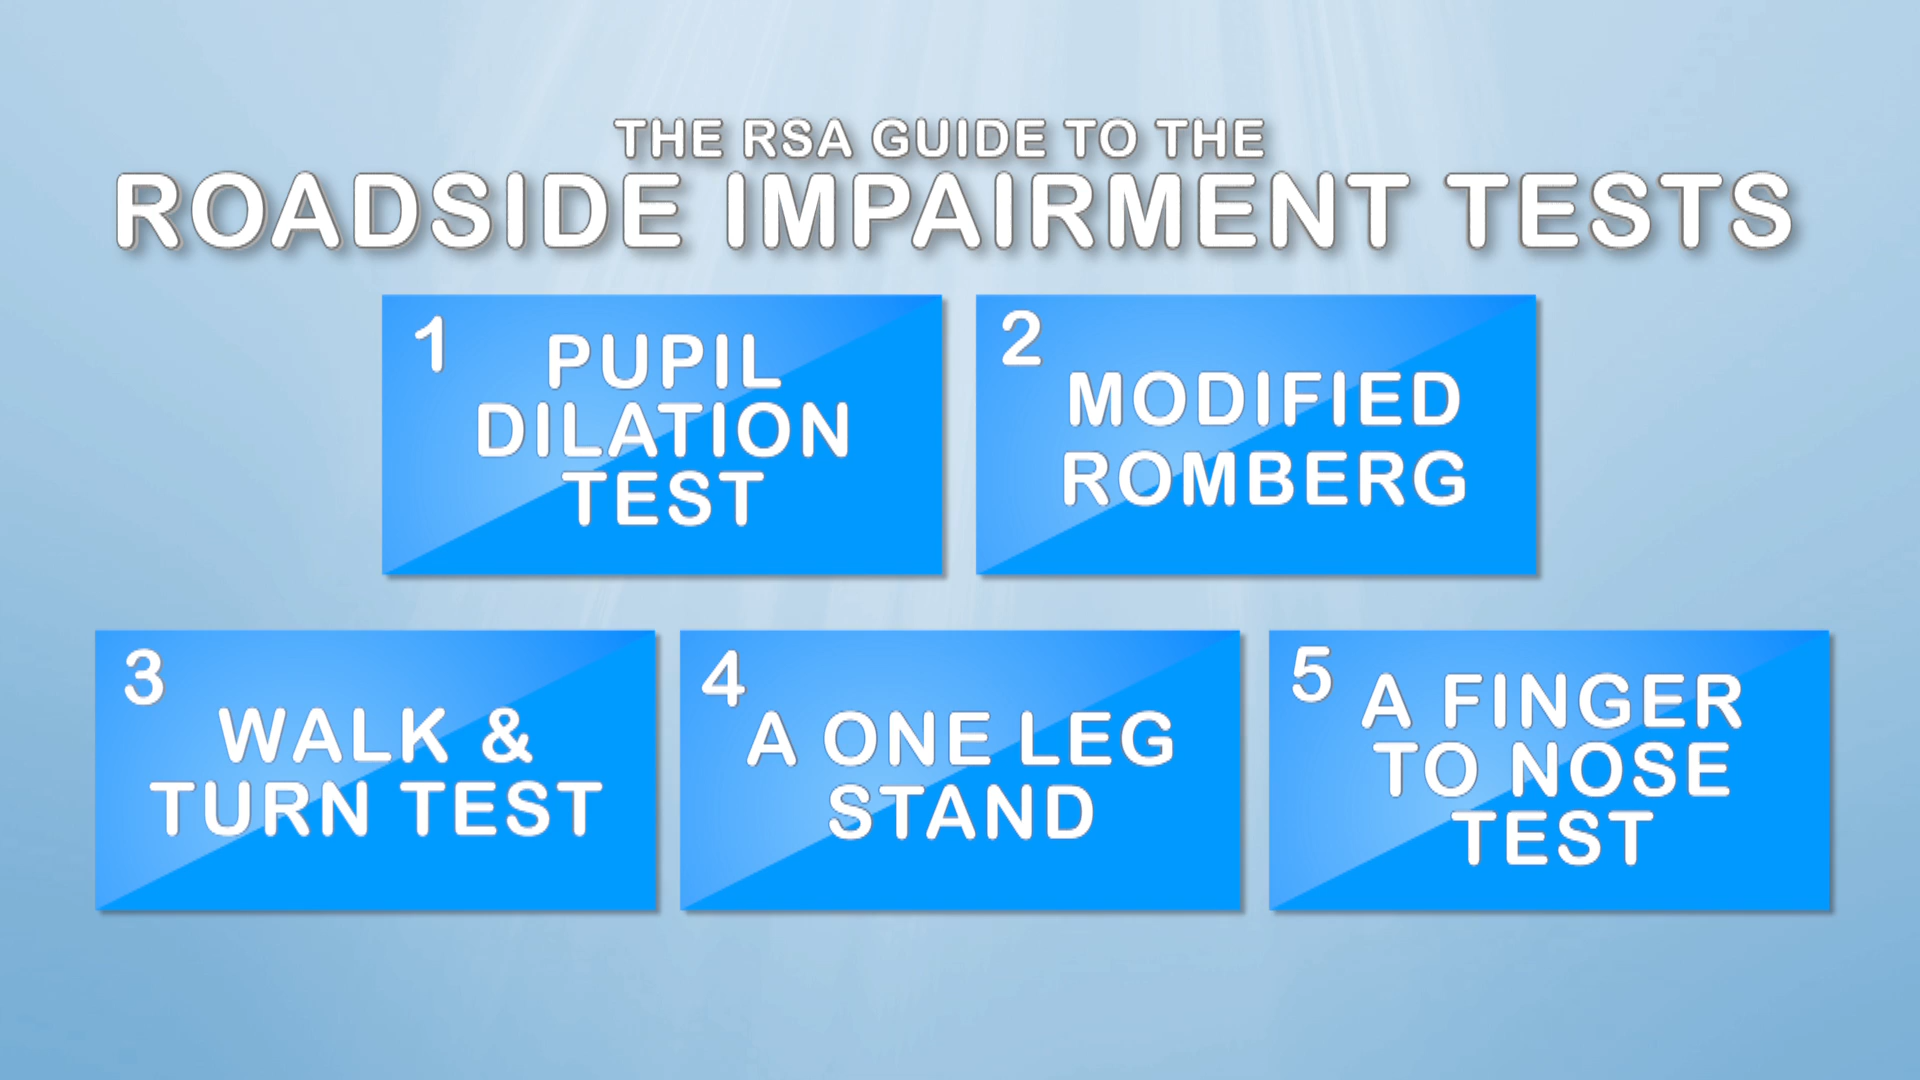 THE RSA GUIDE TO THE
ROADSIDE IMPAIRMENT TESTS
1
PUPIL
DILATION
TEST
2
MODIFIED
ROMBERG
3
WALK &
TURN TEST
4
A ONE LEG
STAND
5
A FINGER
TO NOSE
TEST